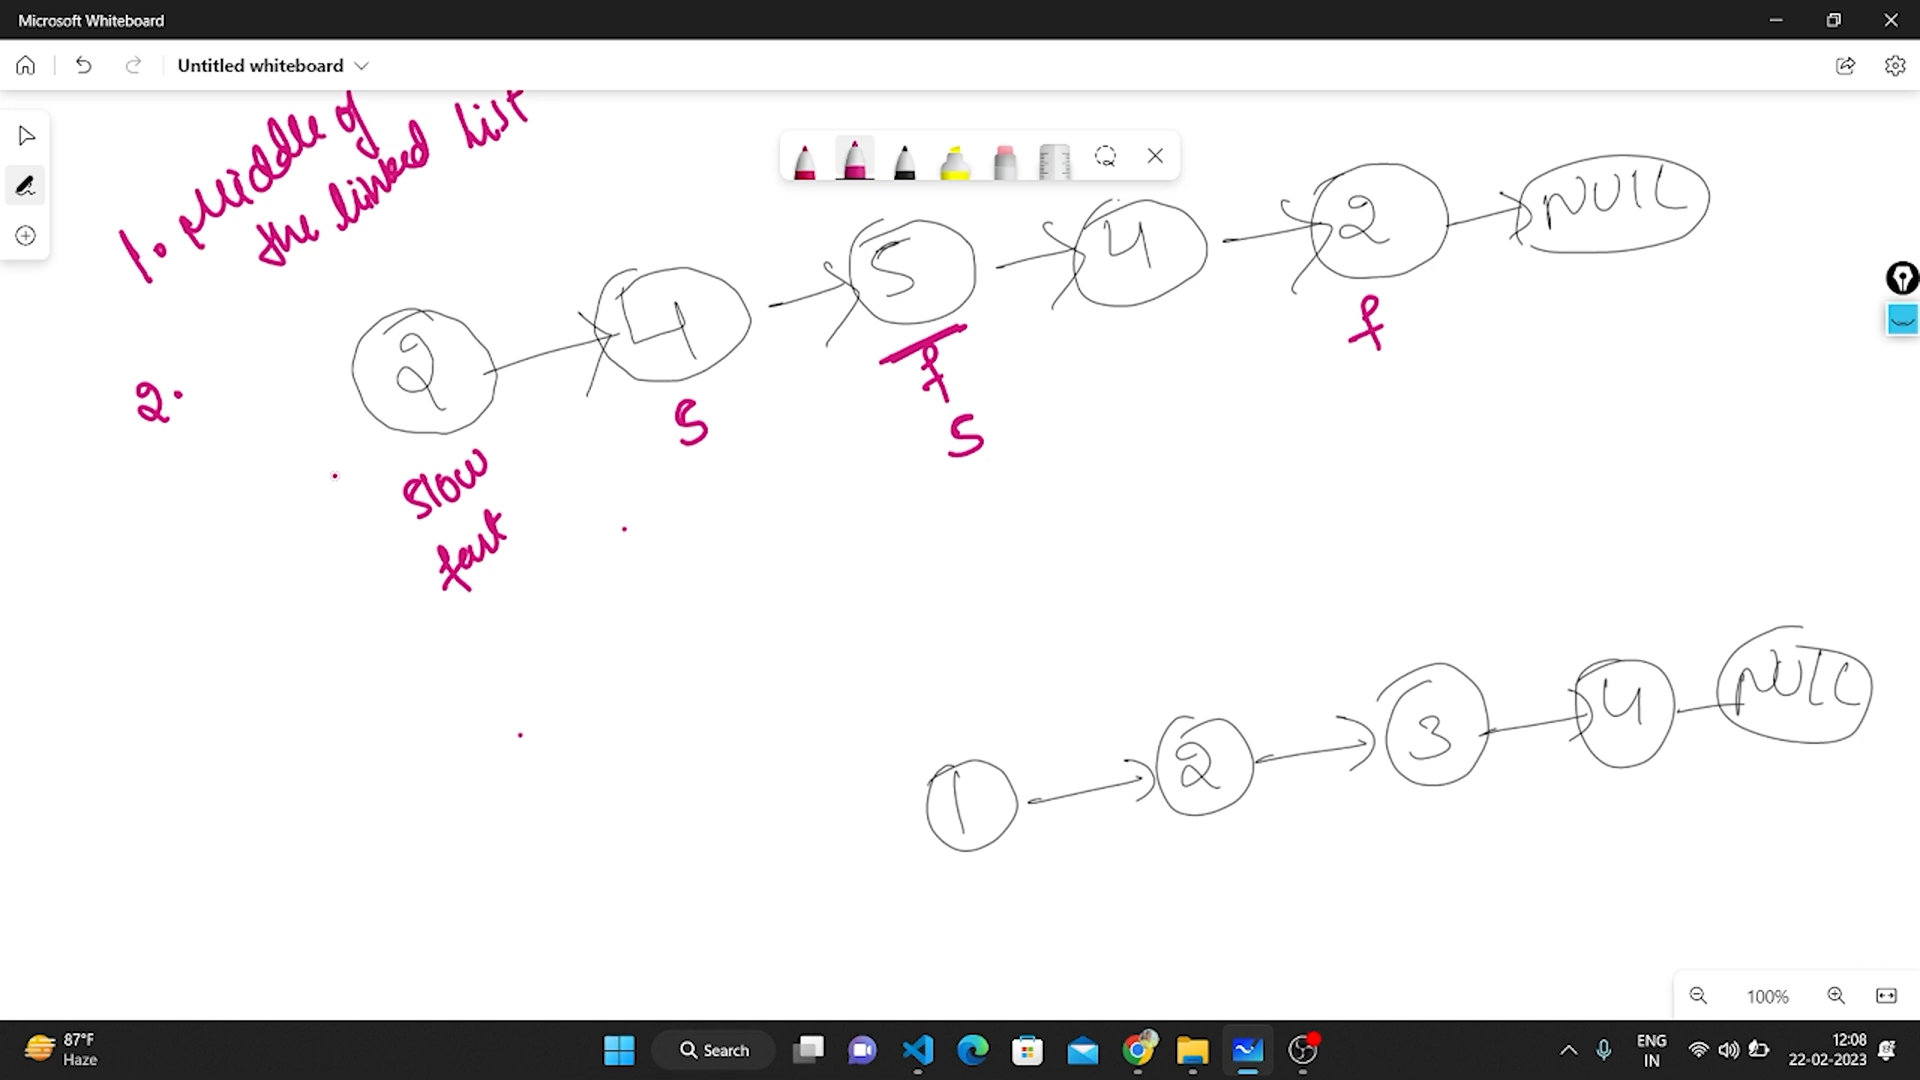 Microsoft Whiteboard
Untitled whiteboard
1. Middle of
the linked list
2 4 5 4 2 NULL
f
f
S
S
2.
slow
fast
1 2 3 4 NULL
100%
87°F
Haze
Search
ENG
IN
12:08
22-02-2023